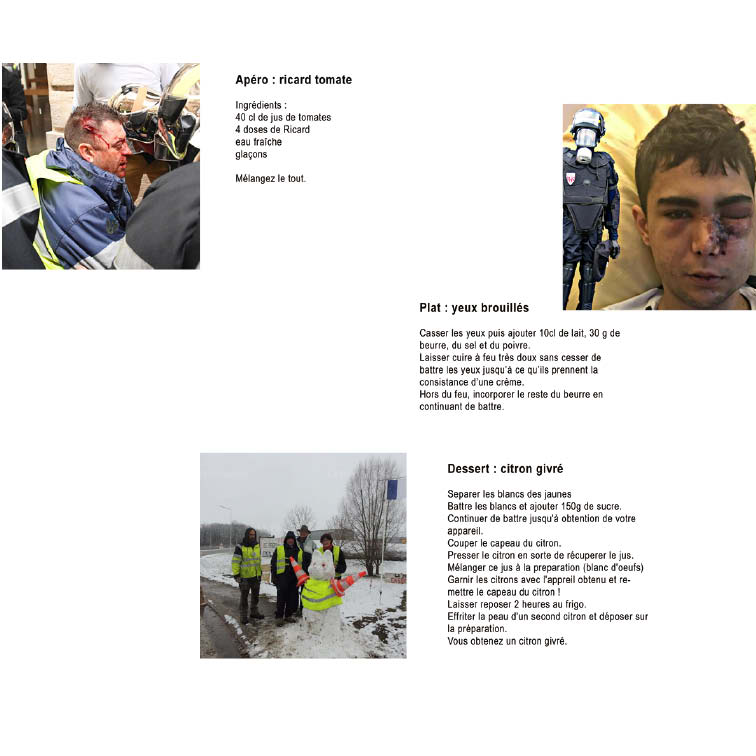 Apéro : ricard tomate
Ingrédients :
40 cl de jus de tomates
4 doses de Ricard
eau fraîche
glaçons
Mélangez le tout.
Plat : yeux brouillés
Casser les yeux puis ajouter 10cl de lait, 30 g de
beurre, du sel et du poivre.
Laisser cuire à feu très doux sans cesser de
battre les yeux jusqu'à ce qu'ils prennent la
consistance d'une crème.
Hors du feu, incorporer le reste du beurre en
continuant de battre.
Dessert : citron givré
Separer les blancs des jaunes
Battre les blancs et ajouter 150g de sucre.
Continuer de battre jusqu'à obtention de votre
appareil.
Couper le capeau du citron.
Presser le citron en sorte de récuperer le jus.
Mélanger ce jus à la preparation (blanc d'oeufs)
Garnir les citrons avec l'appreil obtenu et re-
mettre le capeau du citron !
Laisser reposer 2 heures au frigo.
Effriter la peau d'un second citron et déposer sur
la préparation.
Vous obtenez un citron givré.